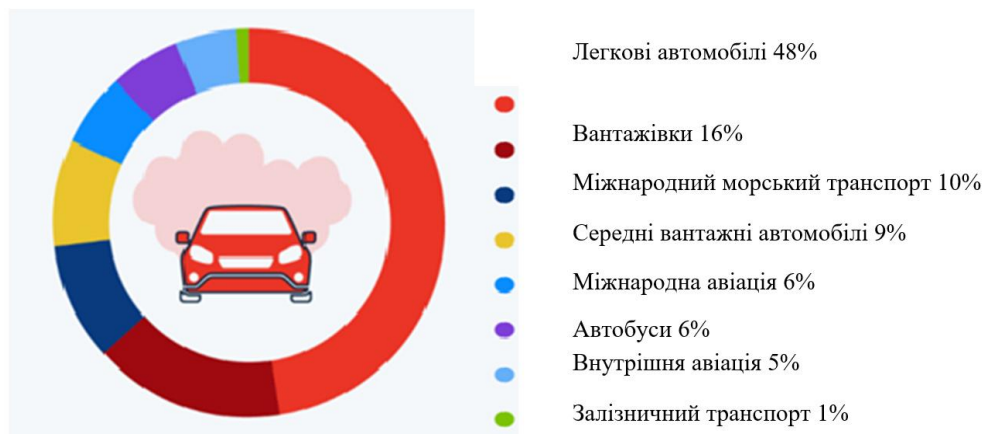 Легкові автомобілі 48%
Вантажівки 16%
Міжнародний морський транспорт 10%
Середні вантажні автомобілі 9%
Міжнародна авіація 6%
Автобуси 6%
Внутрішня авіація 5%
Залізничний транспорт 1%